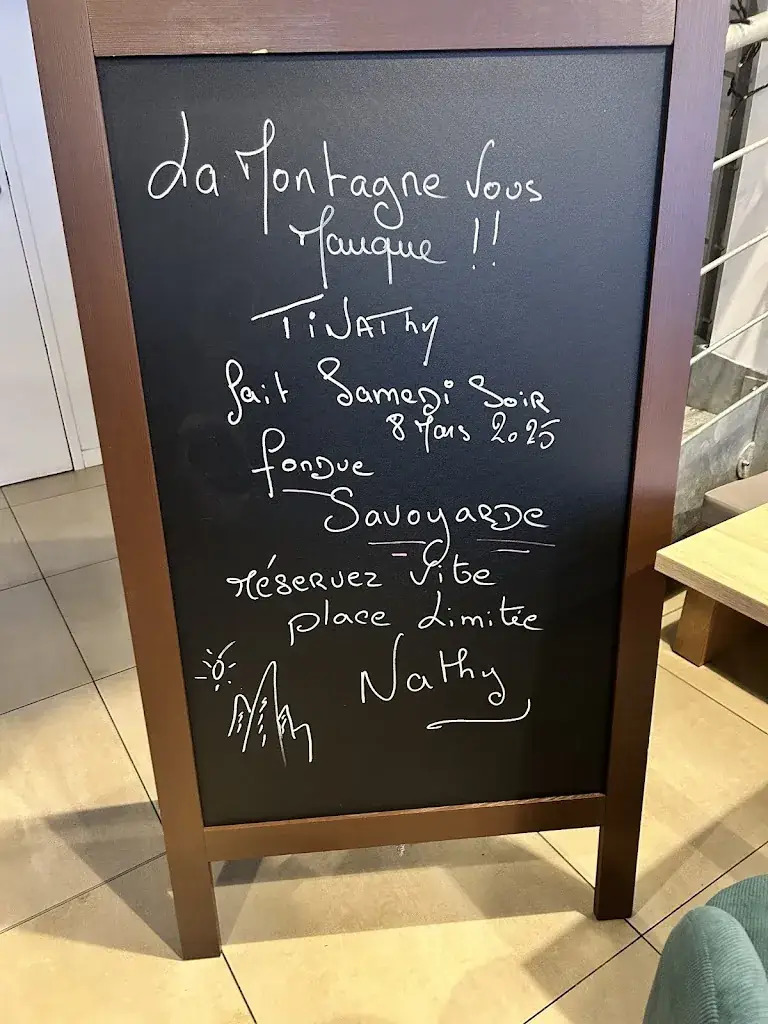 La Montagne Vous
Manque !!
TiNATHy
fait Samedi Soir
8 Mars 2025
fondue
Savoyarde
réservez vite
place limitée
Nathy